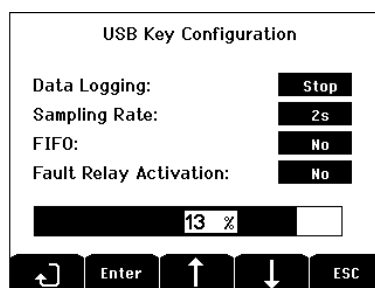 USB Key Configuration
Data Logging: Stop
Sampling Rate: 2s
FIFO: No
Fault Relay Activation: No
13 %
Enter ESC